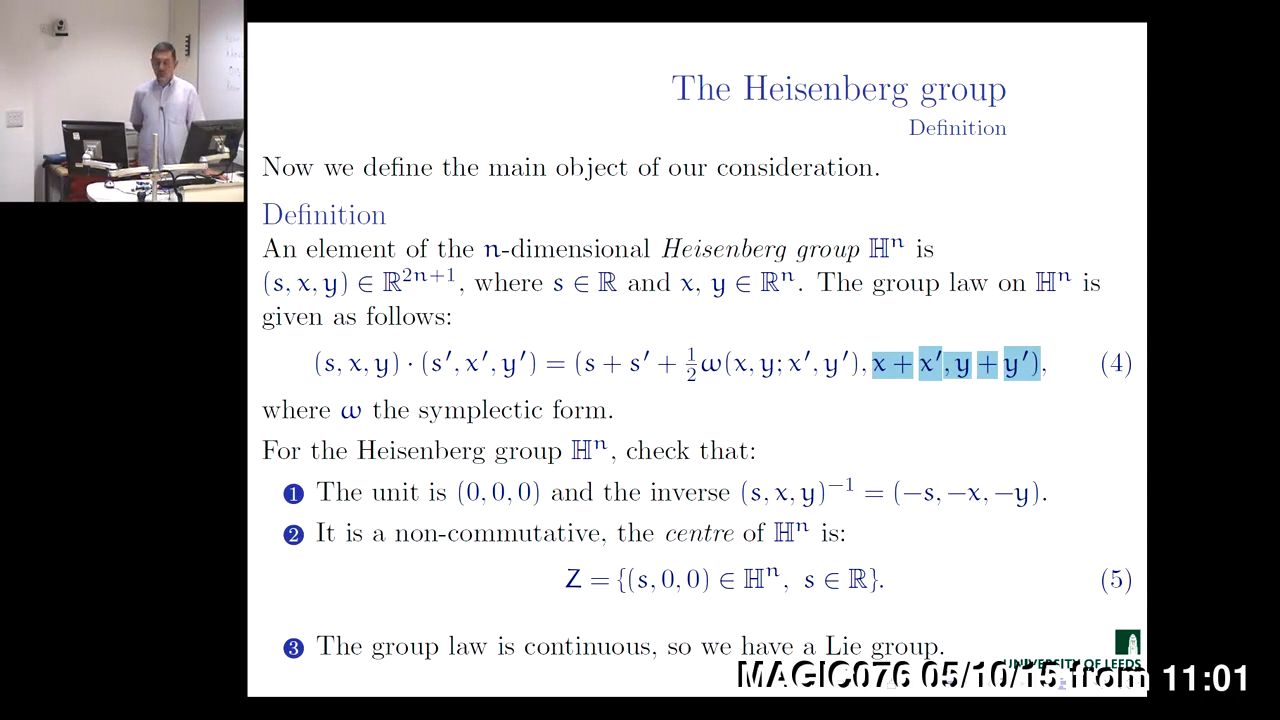 The Heisenberg group
Definition
Now we define the main object of our consideration.
Definition
An element of the n-dimensional Heisenberg group ℍⁿ is
(s, x, y) ∈ ℝ²ⁿ⁺¹, where s ∈ ℝ and x, y ∈ ℝⁿ. The group law on ℍⁿ is
given as follows:
(s, x, y) · (s′, x′, y′) = (s + s′ + ½ω(x, y; x′, y′), x + x′, y + y′), (4)
where ω the symplectic form.
For the Heisenberg group ℍⁿ, check that:
1 The unit is (0, 0, 0) and the inverse (s, x, y)⁻¹ = (−s, −x, −y).
2 It is a non-commutative, the centre of ℍⁿ is:
Z = {(s, 0, 0) ∈ ℍⁿ, s ∈ ℝ}. (5)
3 The group law is continuous, so we have a Lie group.
UNIVERSITY OF LEEDS
MAGIC076 05/10/15 from 11:01